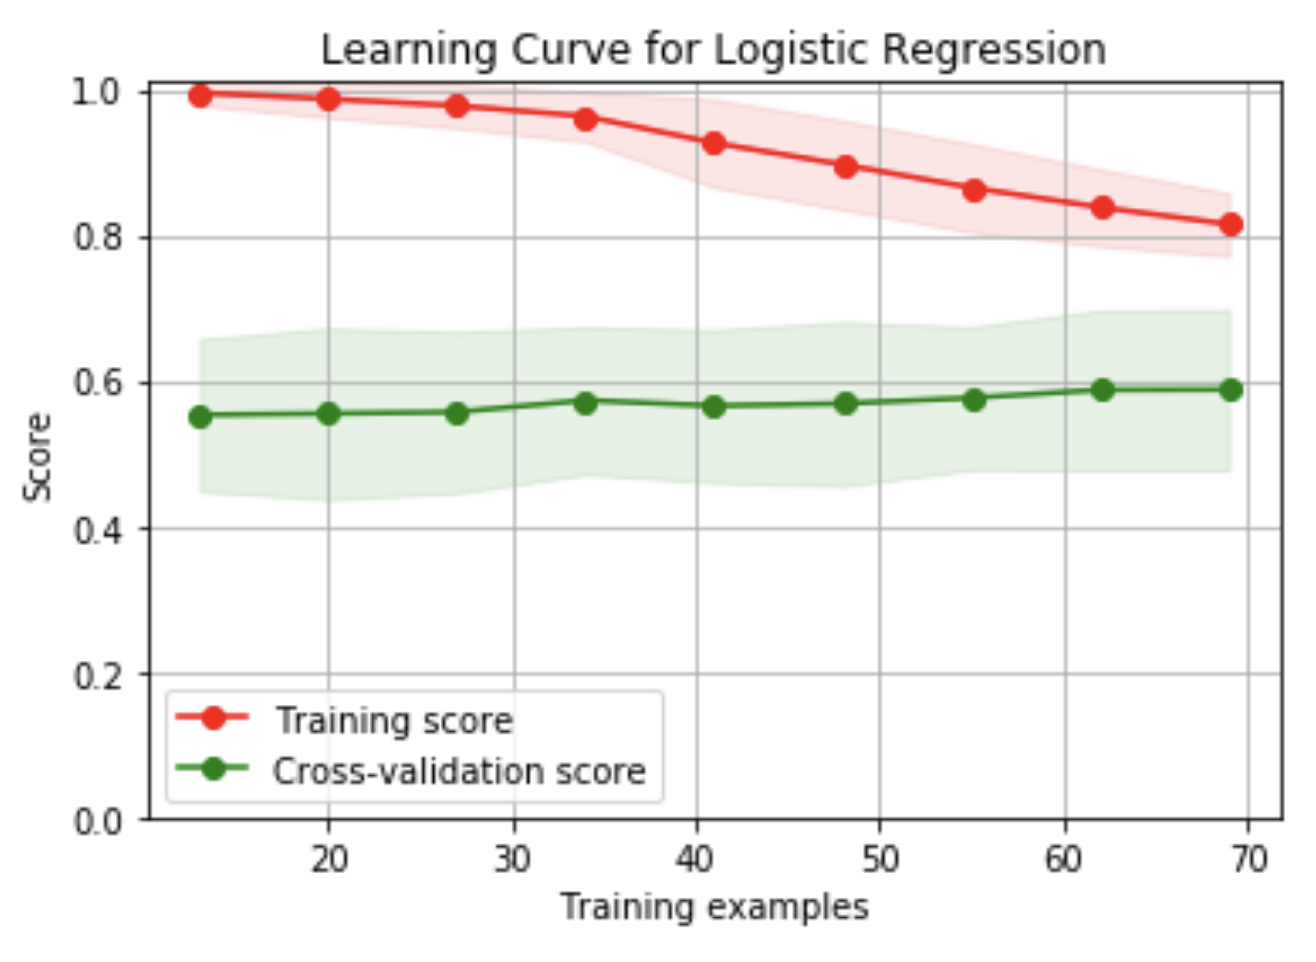 Learning Curve for Logistic Regression
1.0
0.8
0.6
0.4
0.2
0.0
Score
Training score
Cross-validation score
20 30 40 50 60 70
Training examples